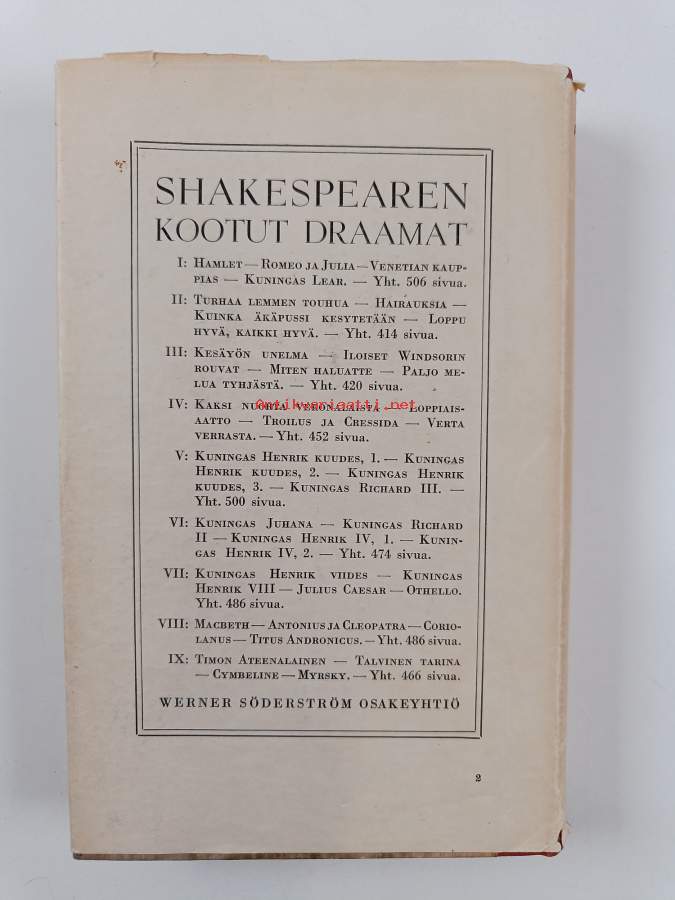 SHAKESPEAREN
KOOTUT DRAAMAT
I: HAMLET — ROMEO JA JULIA — VENETIAN KAUP-
PIAS — KUNINGAS LEAR. — Yht. 506 sivua.
II: TURHAA LEMMEN TOUHUA — HAIRAUKSIA —
KUINKA ÄKÄPUSSI KESYTETÄÄN — LOPPU
HYVÄ, KAIKKI HYVÄ. — Yht. 414 sivua.
III: KESÄYÖN UNELMA — ILOISET WINDSORIN
ROUVAT — MITEN HALUATTE — PALJO ME-
LUA TYHJÄSTÄ. — Yht. 420 sivua.
Antikvariaatti.net
IV: KAKSI NUORTA VERONALAISTA — LOPPIAIS-
AATTO — TROILUS JA CRESSIDA — VERTA
VERRASTA. — Yht. 452 sivua.
V: KUNINGAS HENRIK KUUDES, 1. — KUNINGAS
HENRIK KUUDES, 2. — KUNINGAS HENRIK
KUUDES, 3. — KUNINGAS RICHARD III. —
Yht. 500 sivua.
VI: KUNINGAS JUHANA — KUNINGAS RICHARD
II — KUNINGAS HENRIK IV, 1. — KUNIN-
GAS HENRIK IV, 2. — Yht. 474 sivua.
VII: KUNINGAS HENRIK VIIDES — KUNINGAS
HENRIK VIII — JULIUS CAESAR — OTHELLO.
Yht. 486 sivua.
VIII: MACBETH — ANTONIUS JA CLEOPATRA — CORIO-
LANUS — TITUS ANDRONICUS. — Yht. 486 sivua.
IX: TIMON ATEENALAINEN — TALVINEN TARINA
— CYMBELINE — MYRSKY. — Yht. 466 sivua.
WERNER SÖDERSTRÖM OSAKEYHTIÖ
2